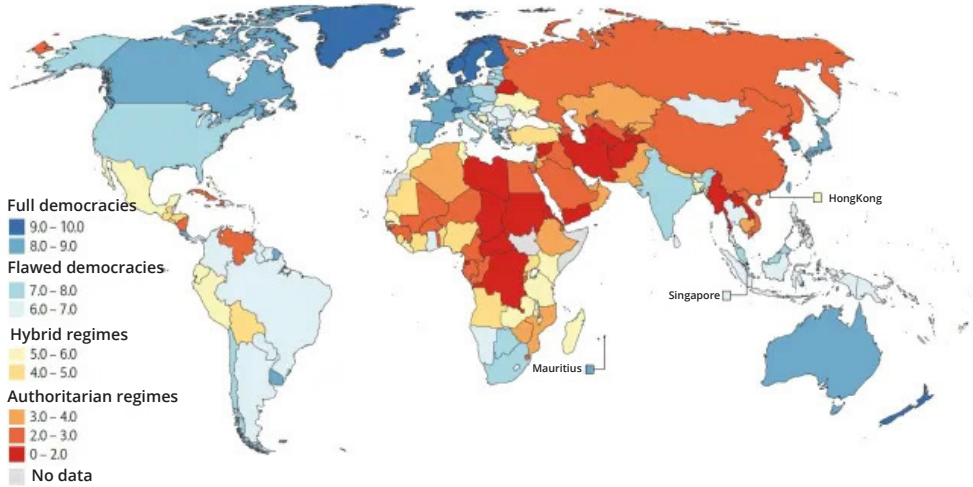 HongKong
Singapore
Mauritius
Full democracies
9.0 – 10.0
8.0 – 9.0
Flawed democracies
7.0 – 8.0
6.0 – 7.0
Hybrid regimes
5.0 – 6.0
4.0 – 5.0
Authoritarian regimes
3.0 – 4.0
2.0 – 3.0
0 – 2.0
No data